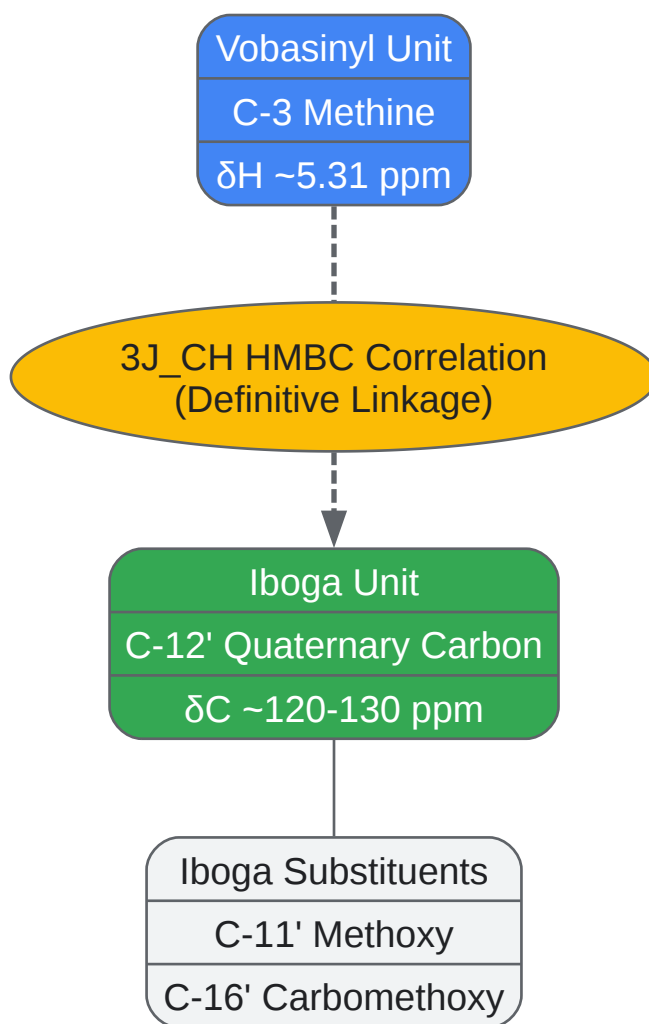 Vobasinyl Unit
C-3 Methine
δH ~5.31 ppm
3J_CH HMBC Correlation
(Definitive Linkage)
Iboga Unit
C-12' Quaternary Carbon
δC ~120-130 ppm
Iboga Substituents
C-11' Methoxy
C-16' Carbomethoxy